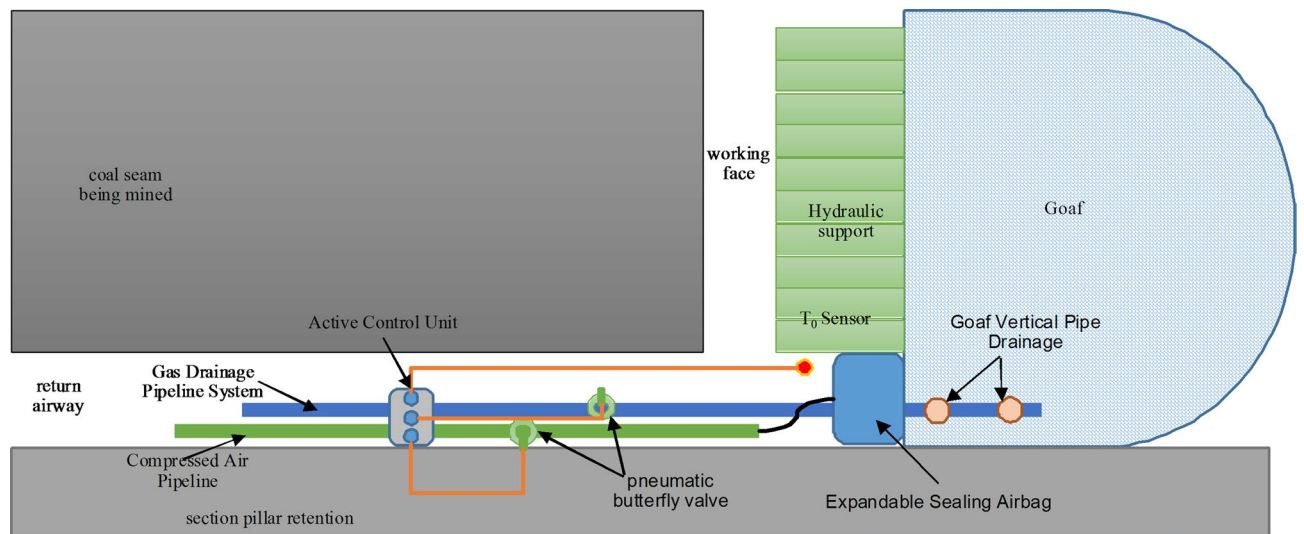 coal seam
being mined
working
face
Hydraulic
support
Goaf
T₀ Sensor
Active Control Unit
Goaf Vertical Pipe
Drainage
return
airway
Gas Drainage
Pipeline System
Compressed Air
Pipeline
pneumatic
butterfly valve
Expandable Sealing Airbag
section pillar retention